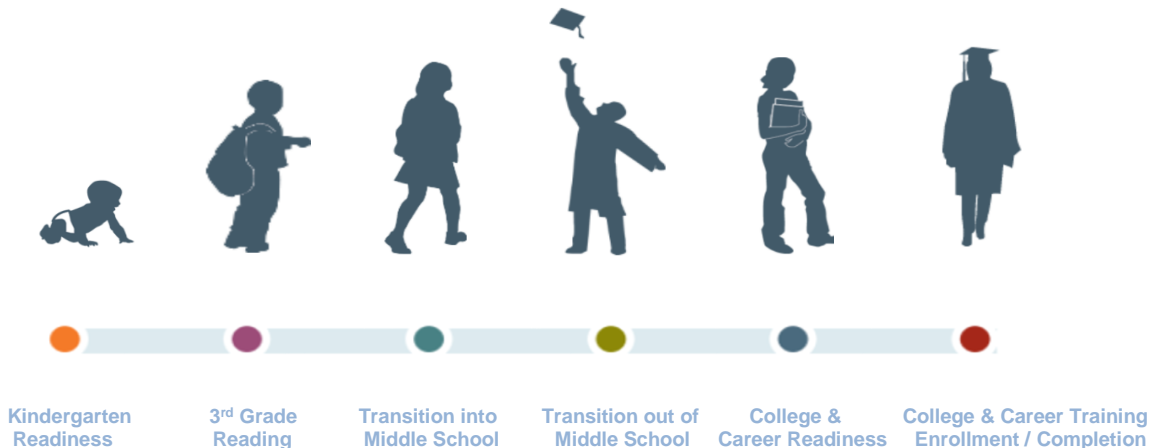 Kindergarten
Readiness
3rd Grade
Reading
Transition into
Middle School
Transition out of
Middle School
College &
Career Readiness
College & Career Training
Enrollment / Completion